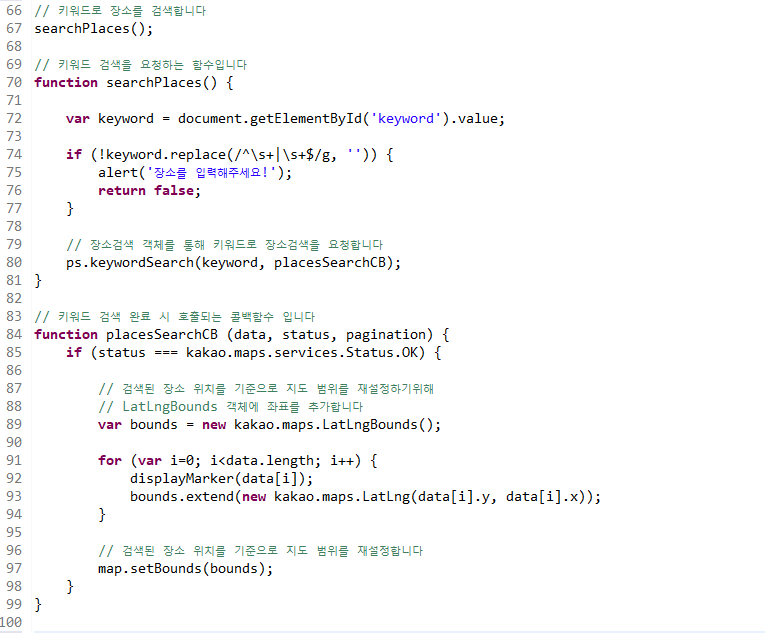 66 // 키워드로 장소를 검색합니다
67 searchPlaces();
68
69 // 키워드 검색을 요청하는 함수입니다
70 function searchPlaces() {
71
72     var keyword = document.getElementById('keyword').value;
73
74     if (!keyword.replace(/^\s+|\s+$/g, '')) {
75         alert('장소를 입력해주세요!');
76         return false;
77     }
78
79     // 장소검색 객체를 통해 키워드로 장소검색을 요청합니다
80     ps.keywordSearch(keyword, placesSearchCB);
81 }
82
83 // 키워드 검색 완료 시 호출되는 콜백함수 입니다
84 function placesSearchCB (data, status, pagination) {
85     if (status === kakao.maps.services.Status.OK) {
86
87         // 검색된 장소 위치를 기준으로 지도 범위를 재설정하기위해
88         // LatLngBounds 객체에 좌표를 추가합니다
89         var bounds = new kakao.maps.LatLngBounds();
90
91         for (var i=0; i<data.length; i++) {
92             displayMarker(data[i]);
93             bounds.extend(new kakao.maps.LatLng(data[i].y, data[i].x));
94         }
95
96         // 검색된 장소 위치를 기준으로 지도 범위를 재설정합니다
97         map.setBounds(bounds);
98     }
99 }
100